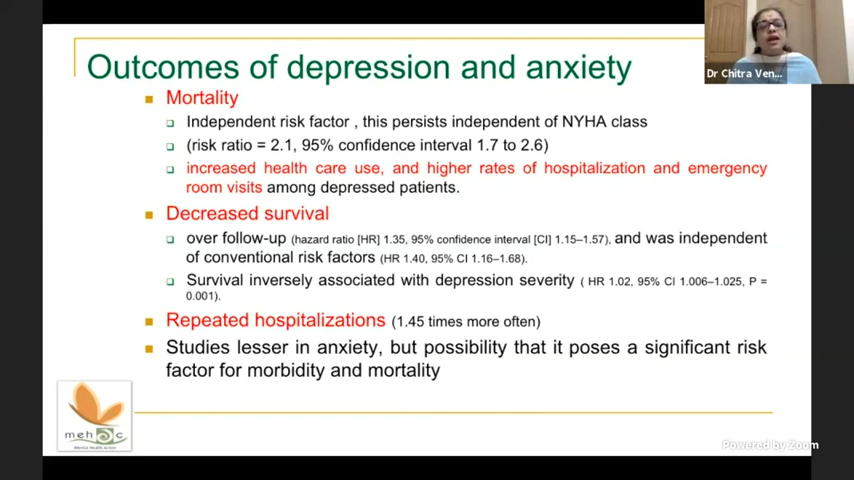 Outcomes of depression and anxiety
Dr Chitra Ven...
Mortality
Independent risk factor , this persists independent of NYHA class
(risk ratio = 2.1, 95% confidence interval 1.7 to 2.6)
increased health care use, and higher rates of hospitalization and emergency
room visits among depressed patients.
Decreased survival
over follow-up (hazard ratio [HR] 1.35, 95% confidence interval [CI] 1.15–1.57), and was independent
of conventional risk factors (HR 1.40, 95% CI 1.16–1.68).
Survival inversely associated with depression severity ( HR 1.02, 95% CI 1.006–1.025, P =
0.001).
Repeated hospitalizations (1.45 times more often)
Studies lesser in anxiety, but possibility that it poses a significant risk
factor for morbidity and mortality
Powered by Zoom